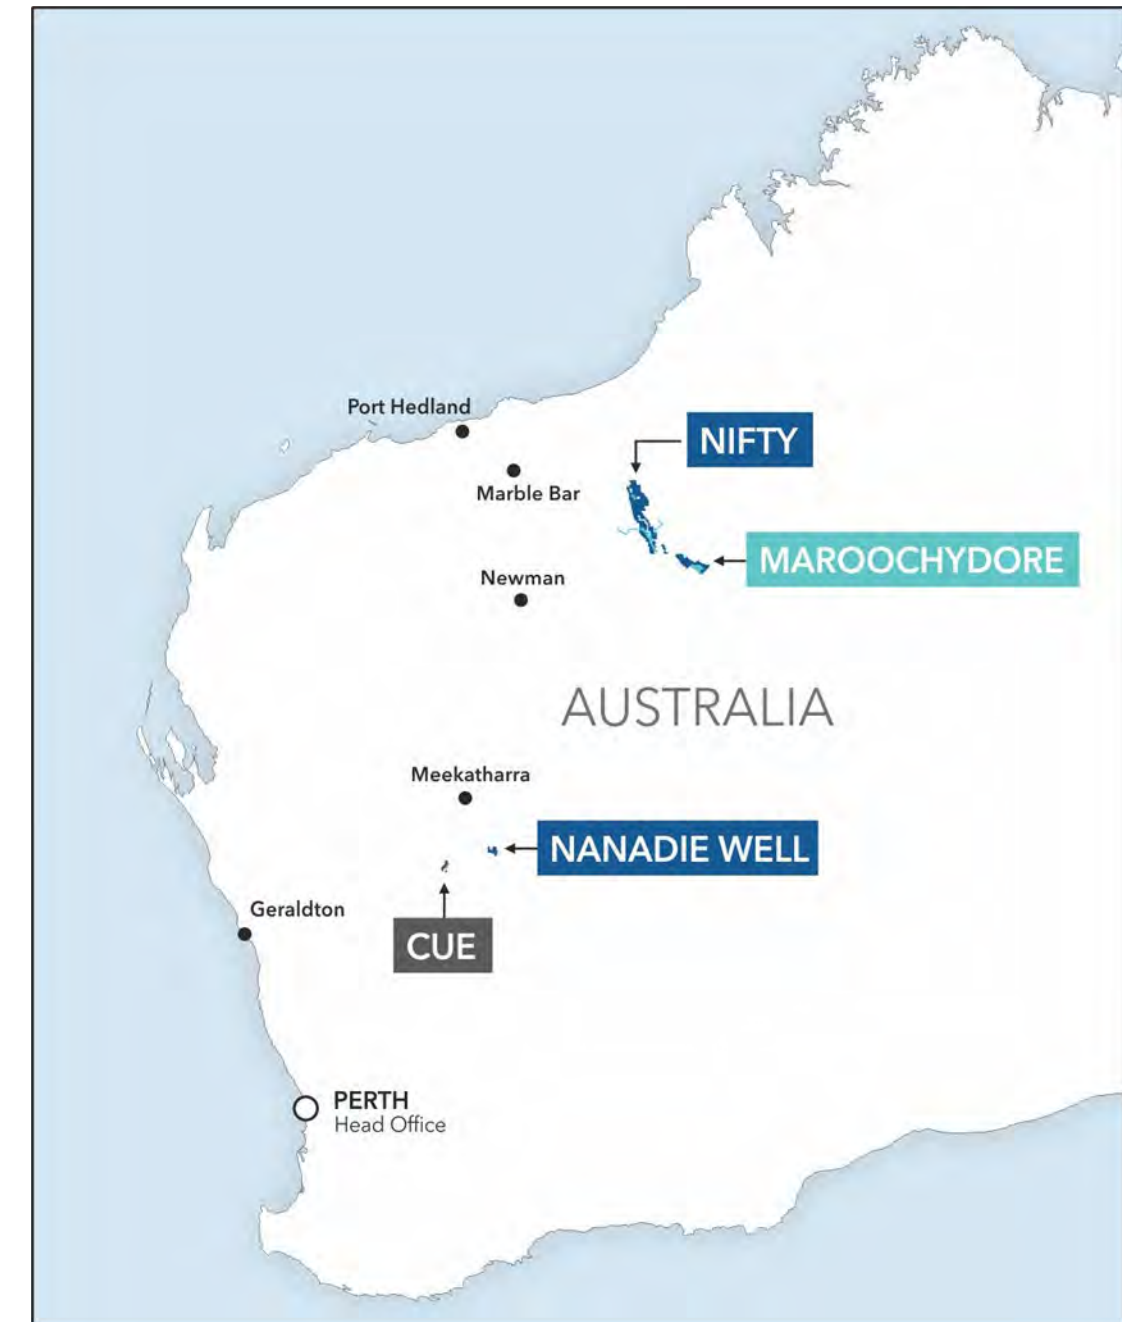 Port Hedland
NIFTY
Marble Bar
MAROOCHYDORE
Newman
AUSTRALIA
Meekatharra
NANADIE WELL
Geraldton
CUE
PERTH
Head Office